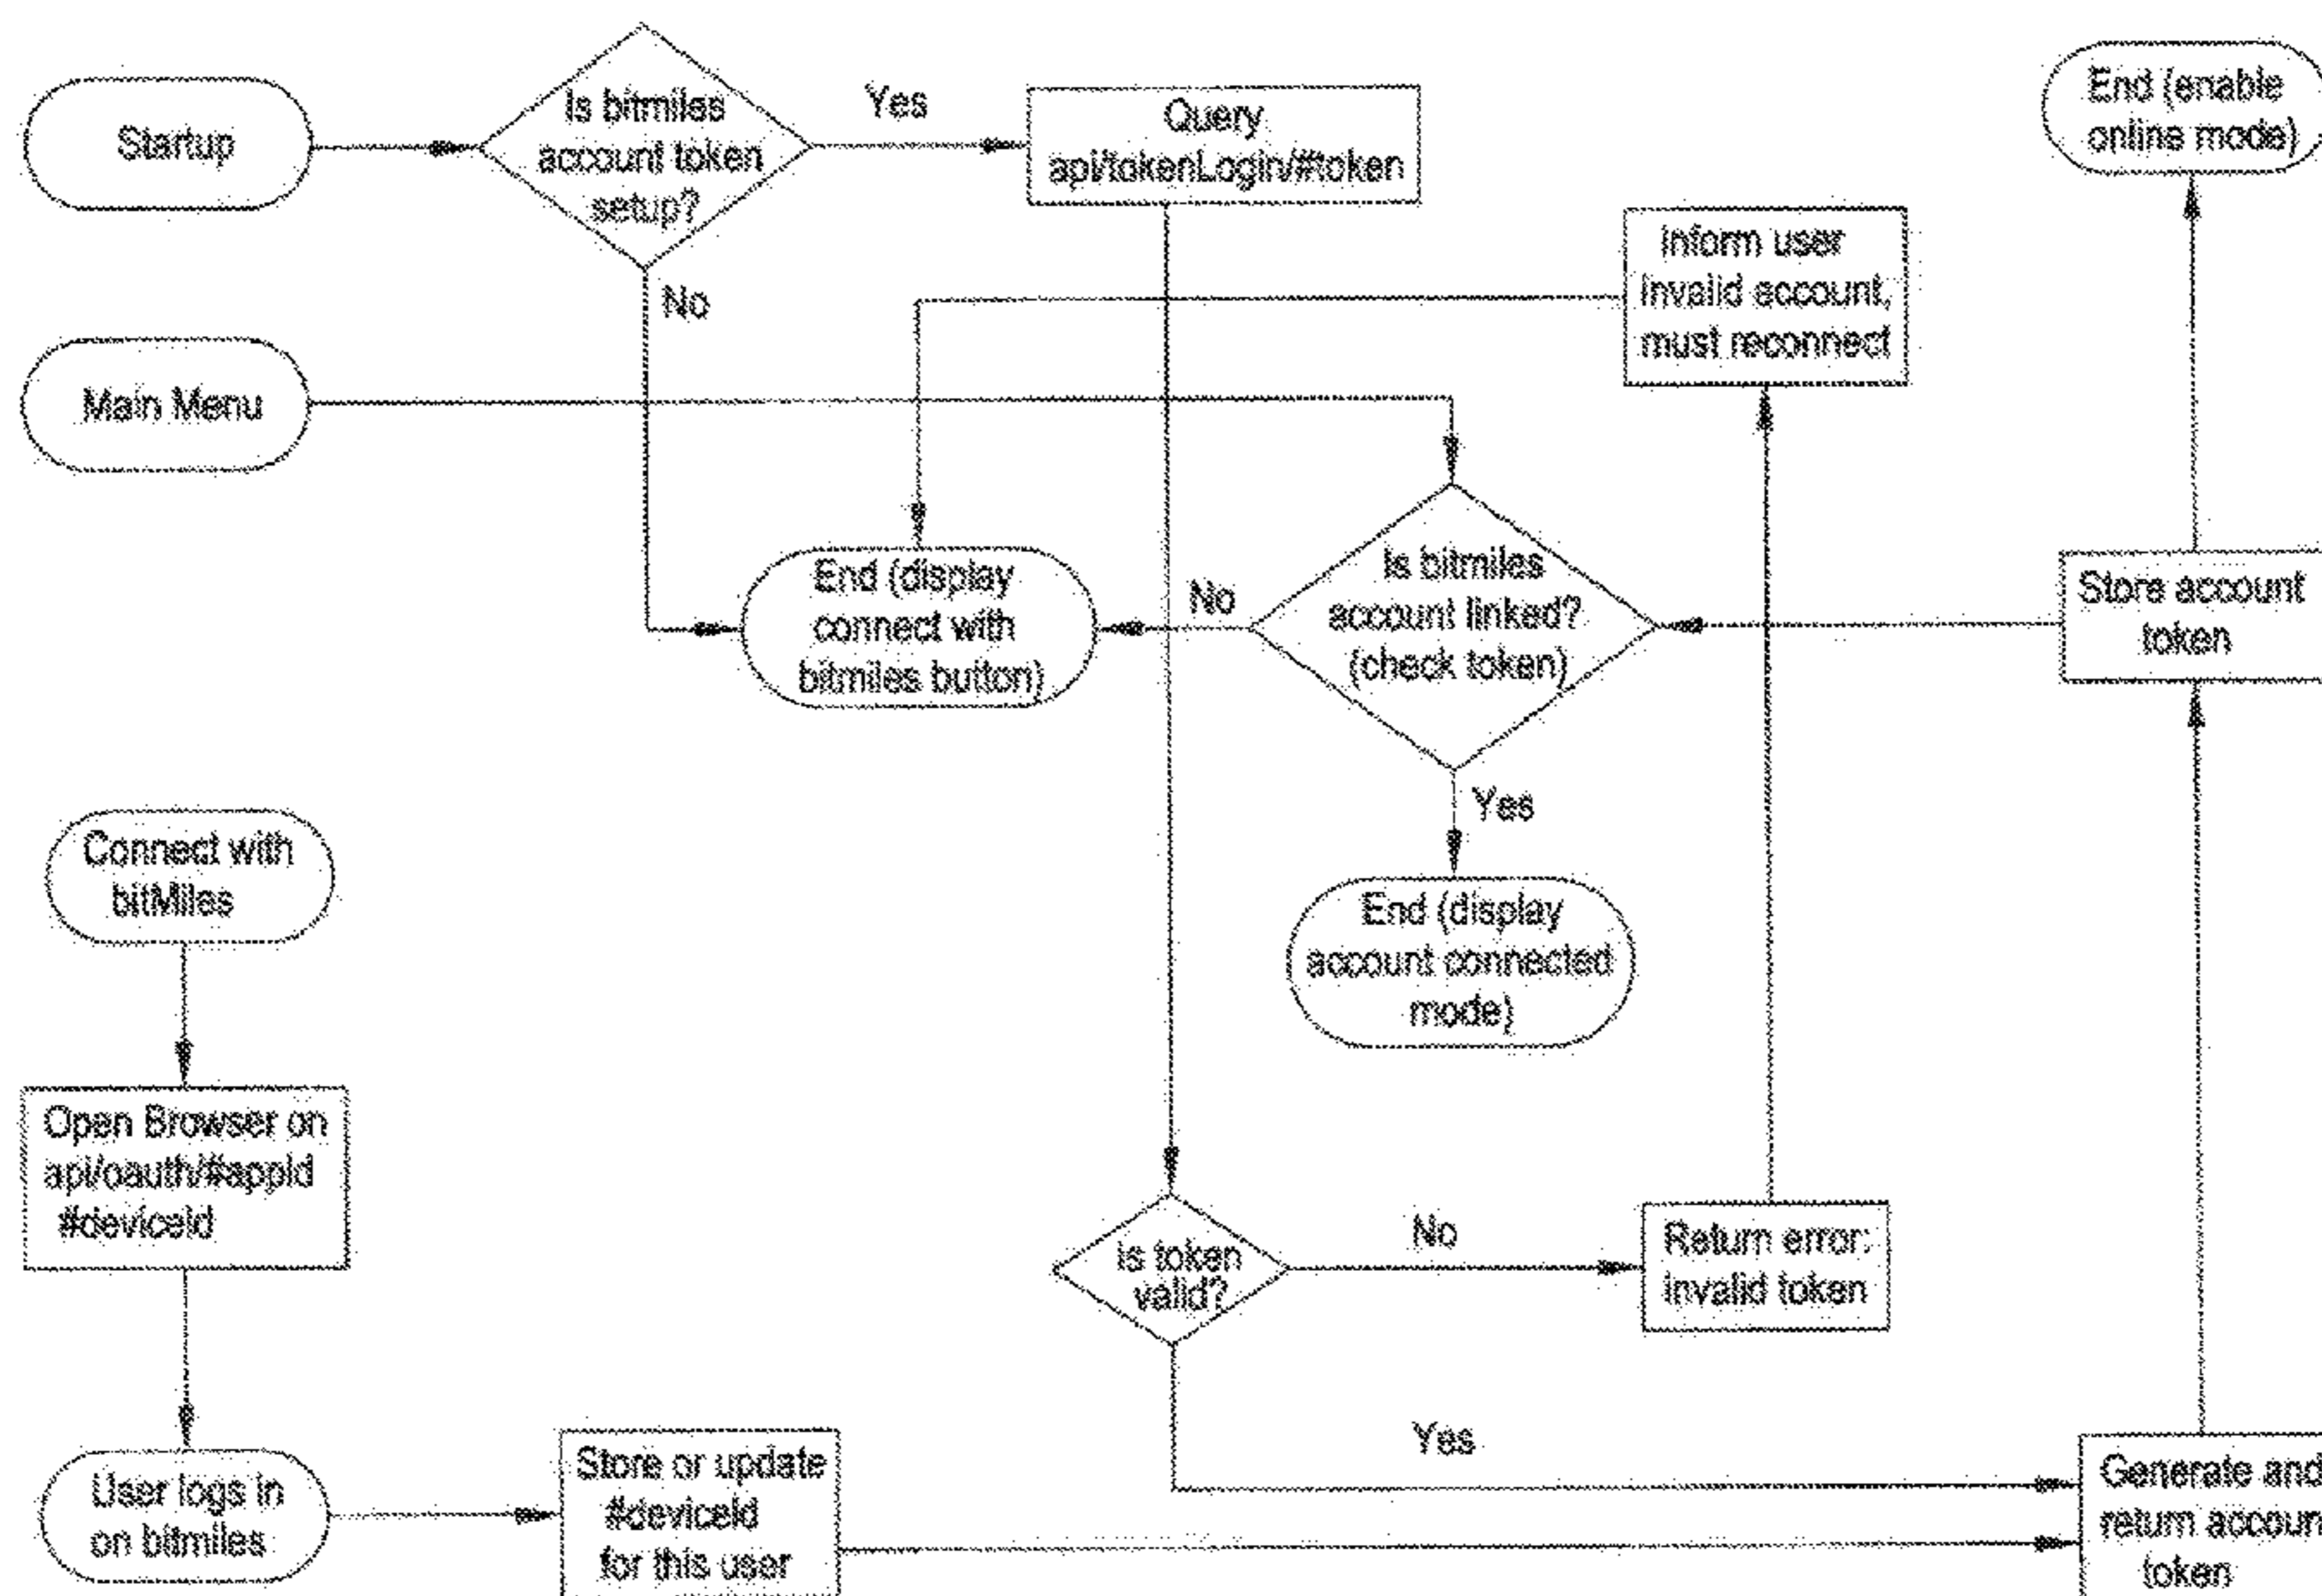 Startup
Is bitmiles
account token
setup?
Yes
No
Query
api/tokenLogin/#token
End (enable
online mode)
Inform user
invalid account,
must reconnect
Main Menu
End (display
connect with
bitmiles button)
No
Is bitmiles
account linked?
(check token)
Yes
Store account
token
End (display
account connected
mode)
Connect with
bitMiles
Open Browser on
api/oauth/#appId
#deviceId
Is token
valid?
No
Return error:
invalid token
Yes
User logs in
on bitmiles
Store or update
#deviceId
for this user
Generate and
return accoun
token